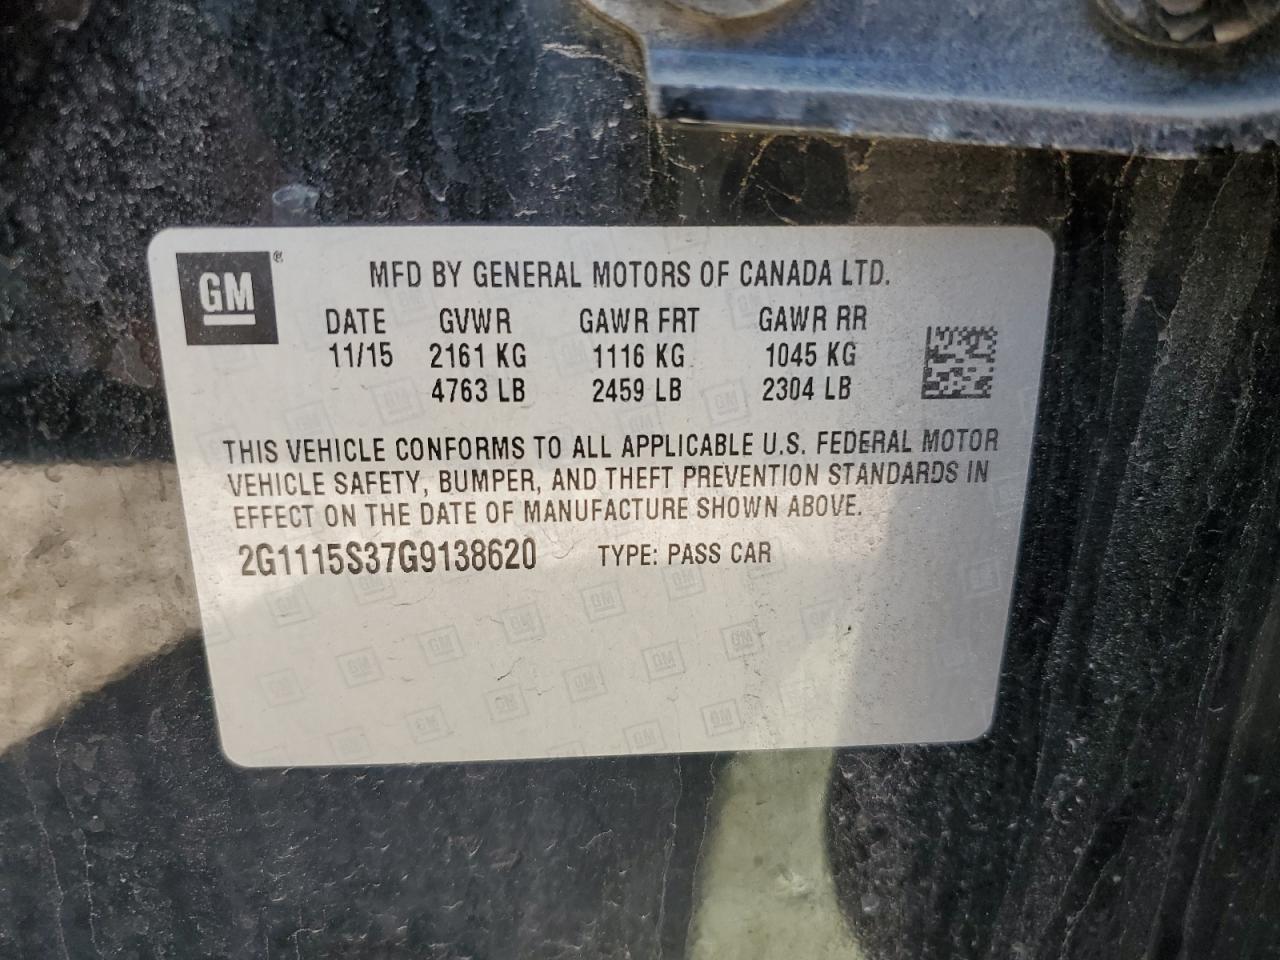 GM®
MFD BY GENERAL MOTORS OF CANADA LTD.
DATE GVWR GAWR FRT GAWR RR
11/15 2161 KG 1116 KG 1045 KG
4763 LB 2459 LB 2304 LB
THIS VEHICLE CONFORMS TO ALL APPLICABLE U.S. FEDERAL MOTOR
VEHICLE SAFETY, BUMPER, AND THEFT PREVENTION STANDARDS IN
EFFECT ON THE DATE OF MANUFACTURE SHOWN ABOVE.
2G1115S37G9138620 TYPE: PASS CAR